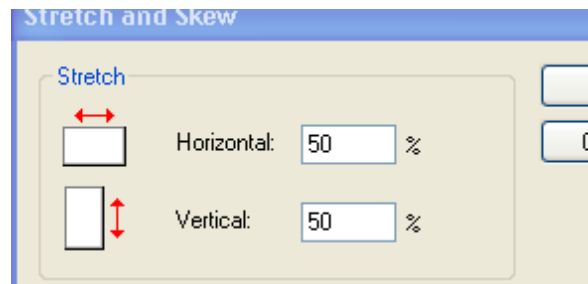 Stretch and Skew
Stretch
Horizontal: 50 %
Vertical: 50 %